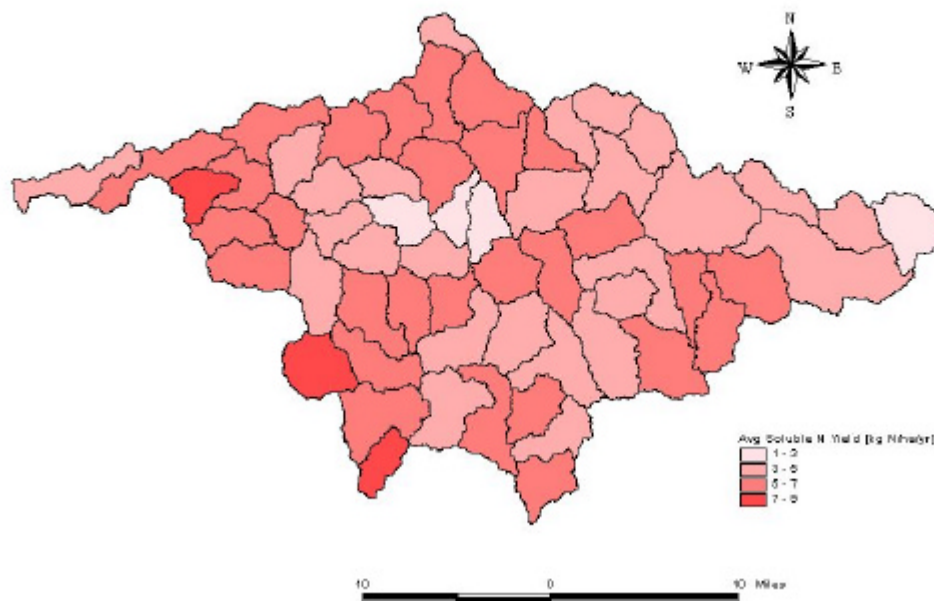 N
W E
S
Avg Soluble N Yield [kg N/ha/yr]
1 - 3
3 - 5
5 - 7
7 - 9
10 0 10 Miles